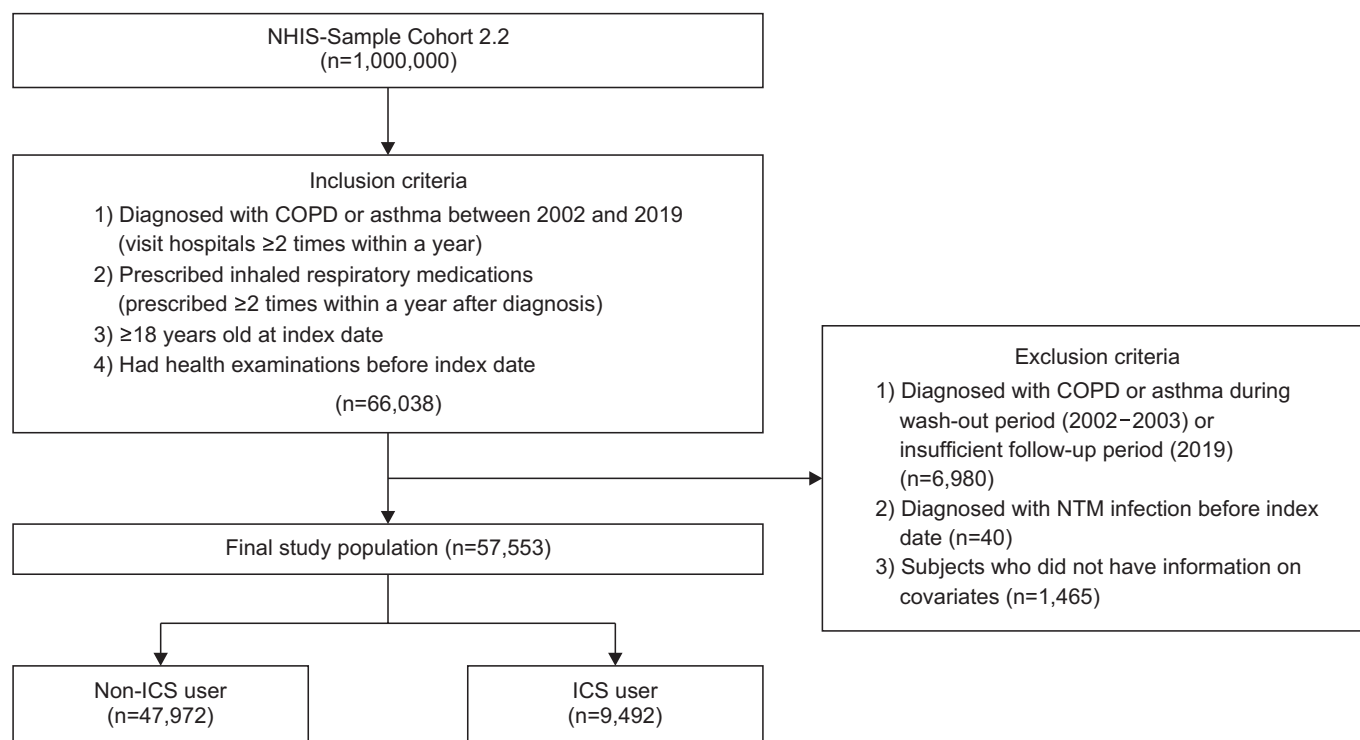 NHIS-Sample Cohort 2.2
(n=1,000,000)
Inclusion criteria
1) Diagnosed with COPD or asthma between 2002 and 2019
(visit hospitals ≥2 times within a year)
2) Prescribed inhaled respiratory medications
(prescribed ≥2 times within a year after diagnosis)
3) ≥18 years old at index date
4) Had health examinations before index date
(n=66,038)
Exclusion criteria
1) Diagnosed with COPD or asthma during
wash-out period (2002−2003) or
insufficient follow-up period (2019)
(n=6,980)
2) Diagnosed with NTM infection before index
date (n=40)
3) Subjects who did not have information on
covariates (n=1,465)
Final study population (n=57,553)
Non-ICS user
(n=47,972)
ICS user
(n=9,492)